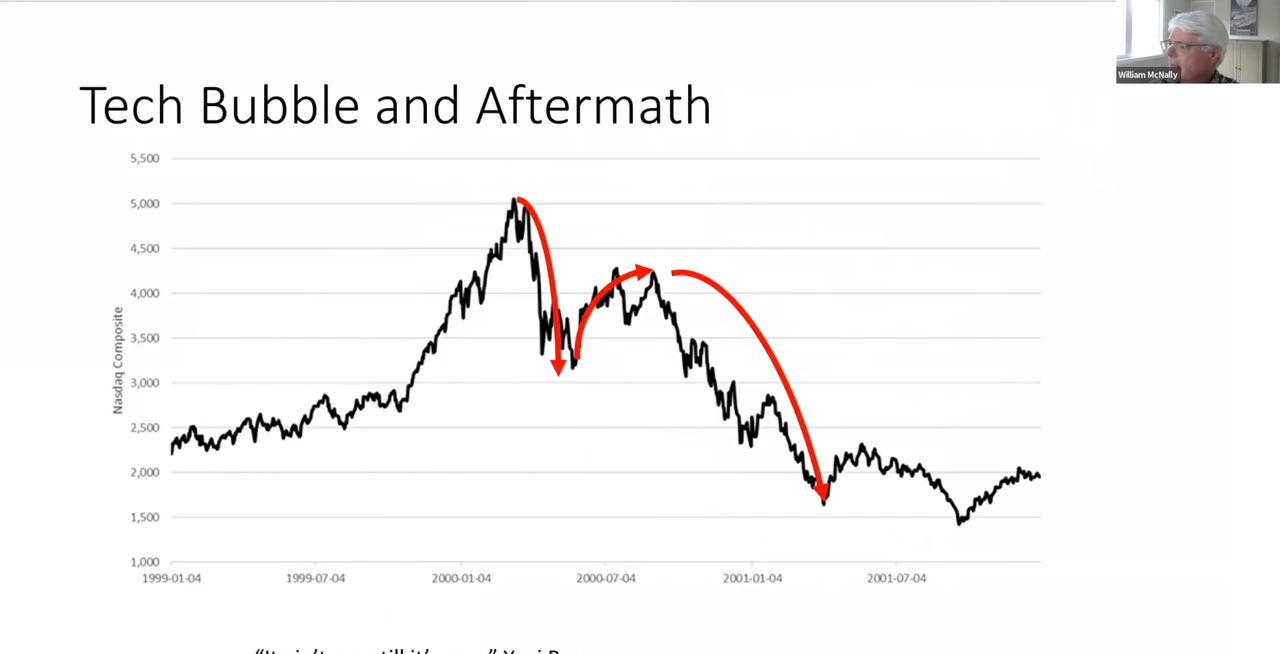 William McNally
Tech Bubble and Aftermath
5,500
5,000
4,500
4,000
3,500
3,000
2,500
2,000
1,500
1,000
Nasdaq Composite
1999-01-04 1999-07-04 2000-01-04 2000-07-04 2001-01-04 2001-07-04